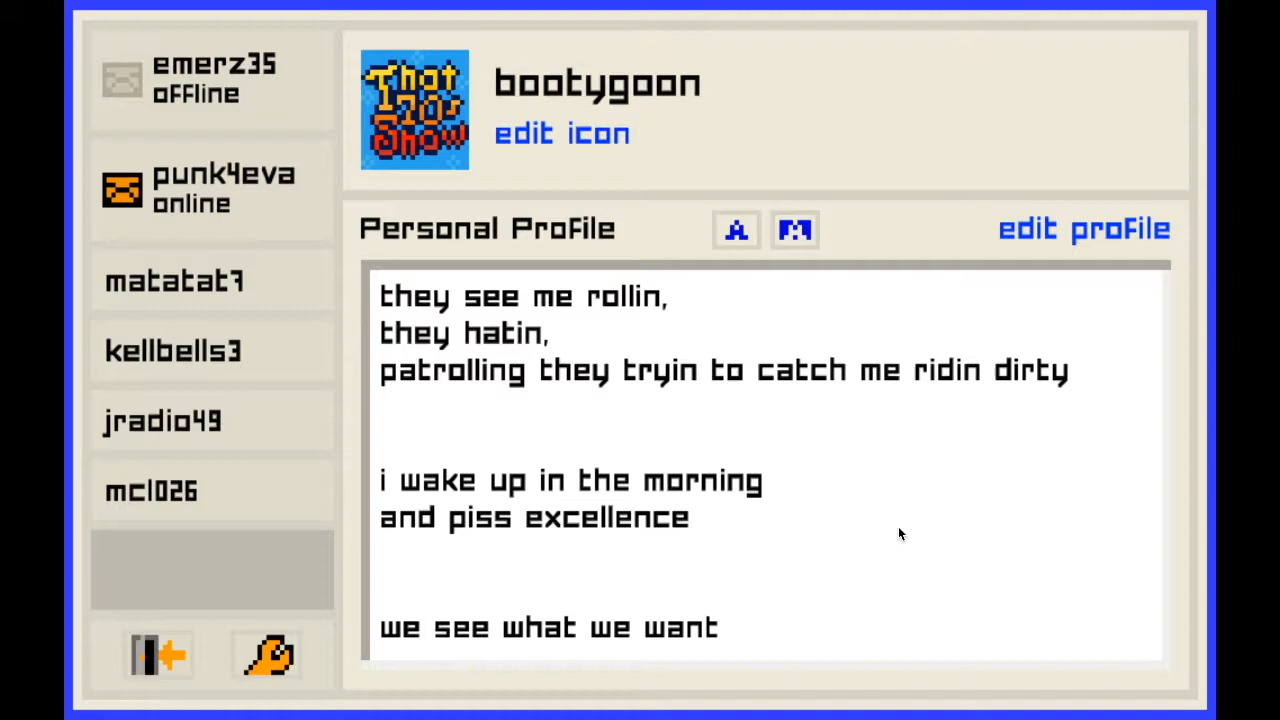 emerz35
offline
punk4eva
online
matatat7
kellbells3
jradio49
mcl026
That
70s
Show
bootygoon
edit icon
Personal Profile
A
edit profile
they see me rollin,
they hatin,
patrolling they tryin to catch me ridin dirty
i wake up in the morning
and piss excellence
we see what we want